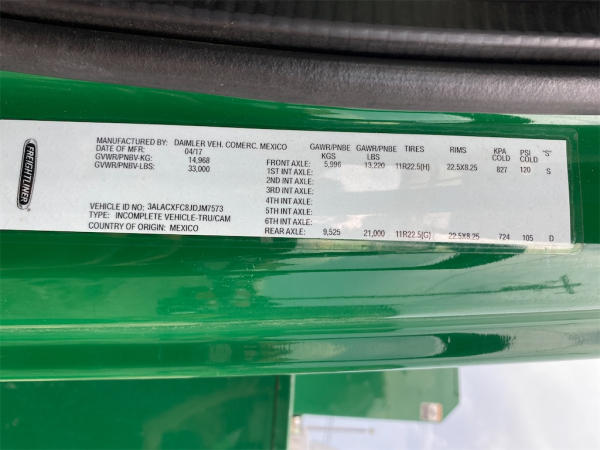 FREIGHTLINER
MANUFACTURED BY: DAIMLER VEH. COMERC. MEXICO
DATE OF MFR: 04/17
GVWR/PNBV-KG: 14,968
GVWR/PNBV-LBS: 33,000
VEHICLE ID NO: 3ALACXFC8JDJM7573
TYPE: INCOMPLETE VEHICLE-TRU/CAM
COUNTRY OF ORIGIN: MEXICO
GAWR/PNBE KGS GAWR/PNBE LBS TIRES RIMS KPA COLD PSI COLD "S"
FRONT AXLE: 5,996 13,220 11R22.5(H) 22.5X8.25 827 120 S
1ST INT AXLE:
2ND INT AXLE:
3RD INT AXLE:
4TH INT AXLE:
5TH INT AXLE:
6TH INT AXLE:
REAR AXLE: 9,525 21,000 11R22.5(G) 22.5X8.25 724 105 D